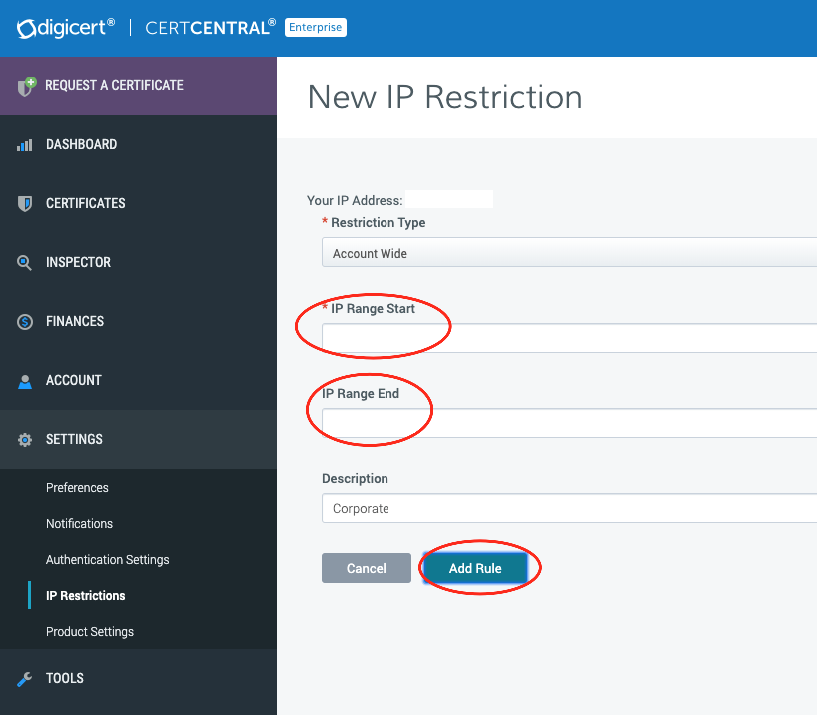 digicert® | CERTCENTRAL® Enterprise
REQUEST A CERTIFICATE
DASHBOARD
CERTIFICATES
INSPECTOR
FINANCES
ACCOUNT
SETTINGS
Preferences
Notifications
Authentication Settings
IP Restrictions
Product Settings
TOOLS
New IP Restriction
Your IP Address:
* Restriction Type
Account Wide
* IP Range Start
IP Range End
Description
Corporate
Cancel
Add Rule